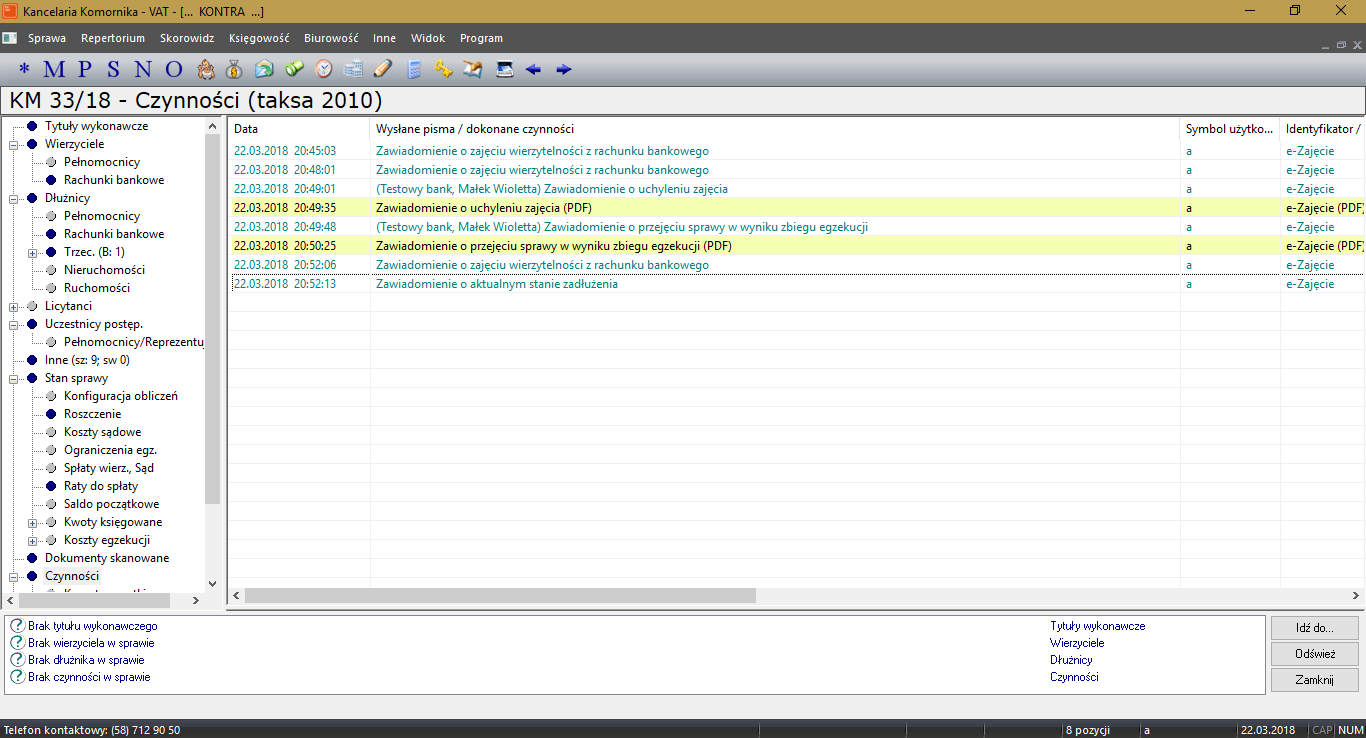 Kancelaria Komornika - VAT - [... KONTRA ...]
Sprawa Repertorium Skorowidz Księgowość Biurowość Inne Widok Program
* M P S N O
KM 33/18 - Czynności (taksa 2010)
Tytuły wykonawcze
Wierzyciele
Pełnomocnicy
Rachunki bankowe
Dłużnicy
Pełnomocnicy
Rachunki bankowe
Trzec. (B: 1)
Nieruchomości
Ruchomości
Licytanci
Uczestnicy postęp.
Pełnomocnicy/Reprezentuj
Inne (sz: 9; sw 0)
Stan sprawy
Konfiguracja obliczeń
Roszczenie
Koszty sądowe
Ograniczenia egz.
Spłaty wierz., Sąd
Raty do spłaty
Saldo początkowe
Kwoty księgowane
Koszty egzekucji
Dokumenty skanowane
Czynności
Data Wysłane pisma / dokonane czynności Symbol użytko... Identyfikator /
22.03.2018 20:45:03 Zawiadomienie o zajęciu wierzytelności z rachunku bankowego a e-Zajęcie
22.03.2018 20:48:01 Zawiadomienie o zajęciu wierzytelności z rachunku bankowego a e-Zajęcie
22.03.2018 20:49:01 (Testowy bank, Małek Wioletta) Zawiadomienie o uchyleniu zajęcia a e-Zajęcie
22.03.2018 20:49:35 Zawiadomienie o uchyleniu zajęcia (PDF) a e-Zajęcie (PDF)
22.03.2018 20:49:48 (Testowy bank, Małek Wioletta) Zawiadomienie o przejęciu sprawy w wyniku zbiegu egzekucji a e-Zajęcie
22.03.2018 20:50:25 Zawiadomienie o przejęciu sprawy w wyniku zbiegu egzekucji (PDF) a e-Zajęcie (PDF)
22.03.2018 20:52:06 Zawiadomienie o zajęciu wierzytelności z rachunku bankowego a e-Zajęcie
22.03.2018 20:52:13 Zawiadomienie o aktualnym stanie zadłużenia a e-Zajęcie
Brak tytułu wykonawczego Tytuły wykonawcze
Brak wierzyciela w sprawie Wierzyciele
Brak dłużnika w sprawie Dłużnicy
Brak czynności w sprawie Czynności
Idź do...
Odśwież
Zamknij
Telefon kontaktowy: (58) 712 90 50 8 pozycji a 22.03.2018 CAP NUM